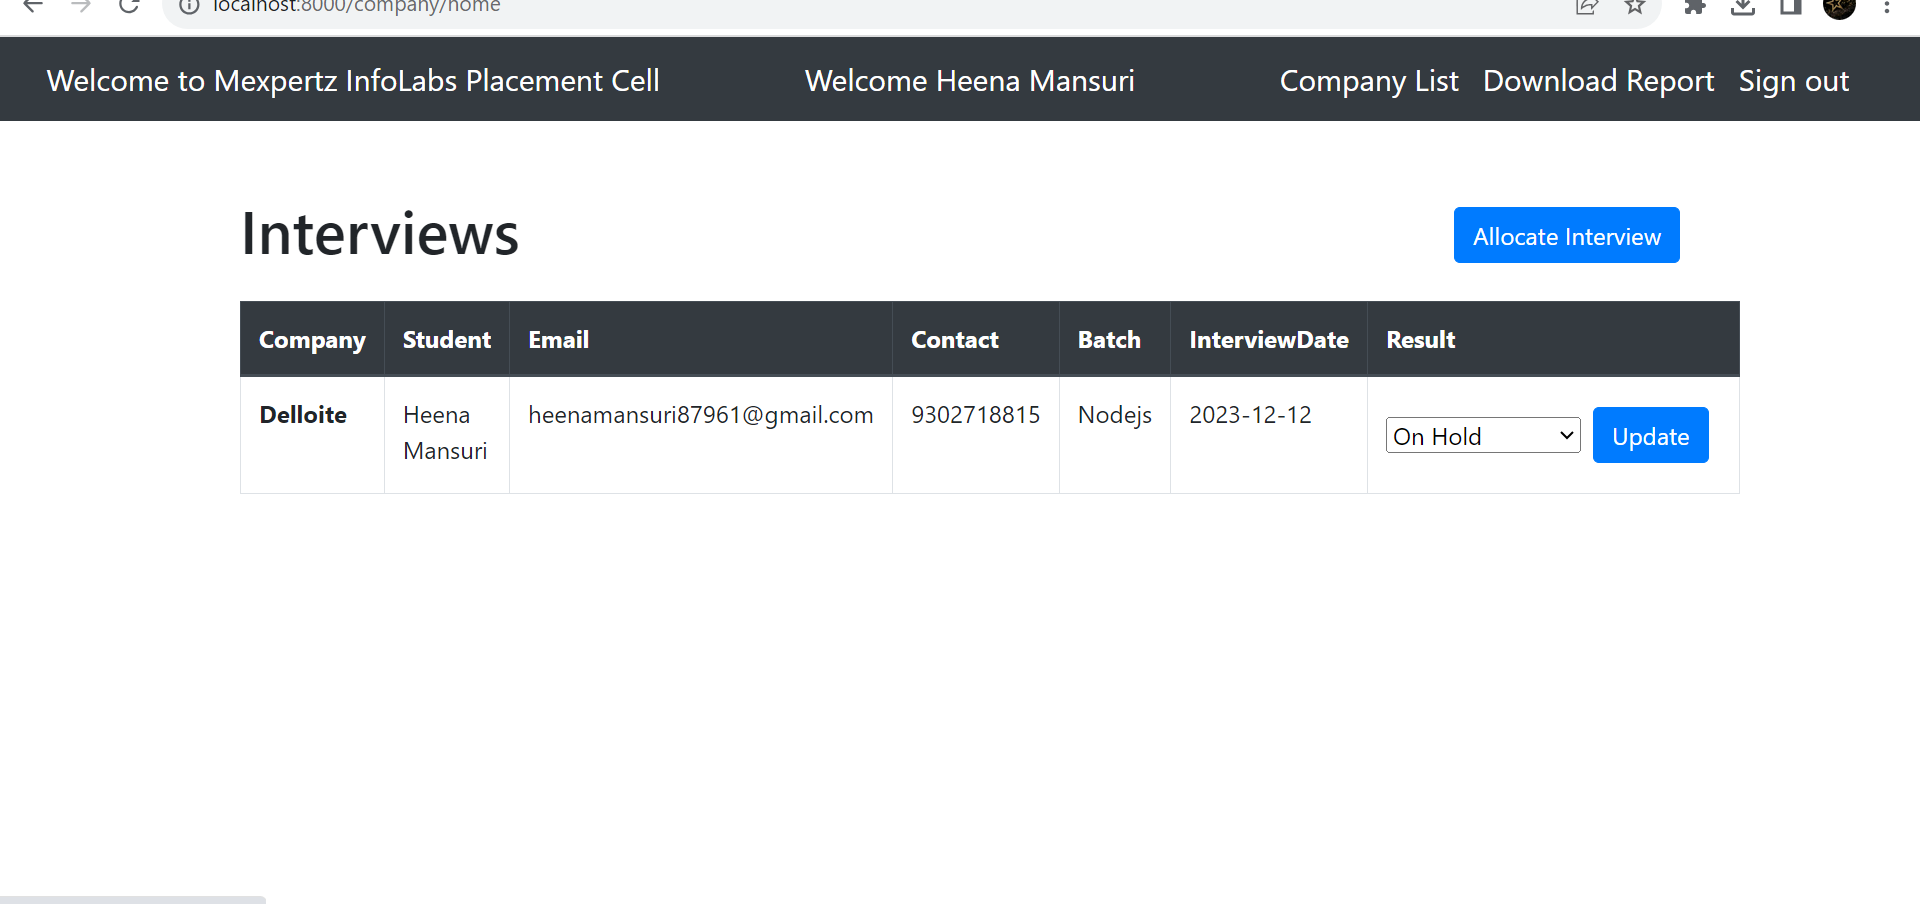 localhost:8000/company/home
Welcome to Mexpertz InfoLabs Placement Cell Welcome Heena Mansuri Company List Download Report Sign out
Interviews Allocate Interview
Company Student Email Contact Batch InterviewDate Result
Delloite Heena heenamansuri87961@gmail.com 9302718815 Nodejs 2023-12-12 On Hold Update
Mansuri